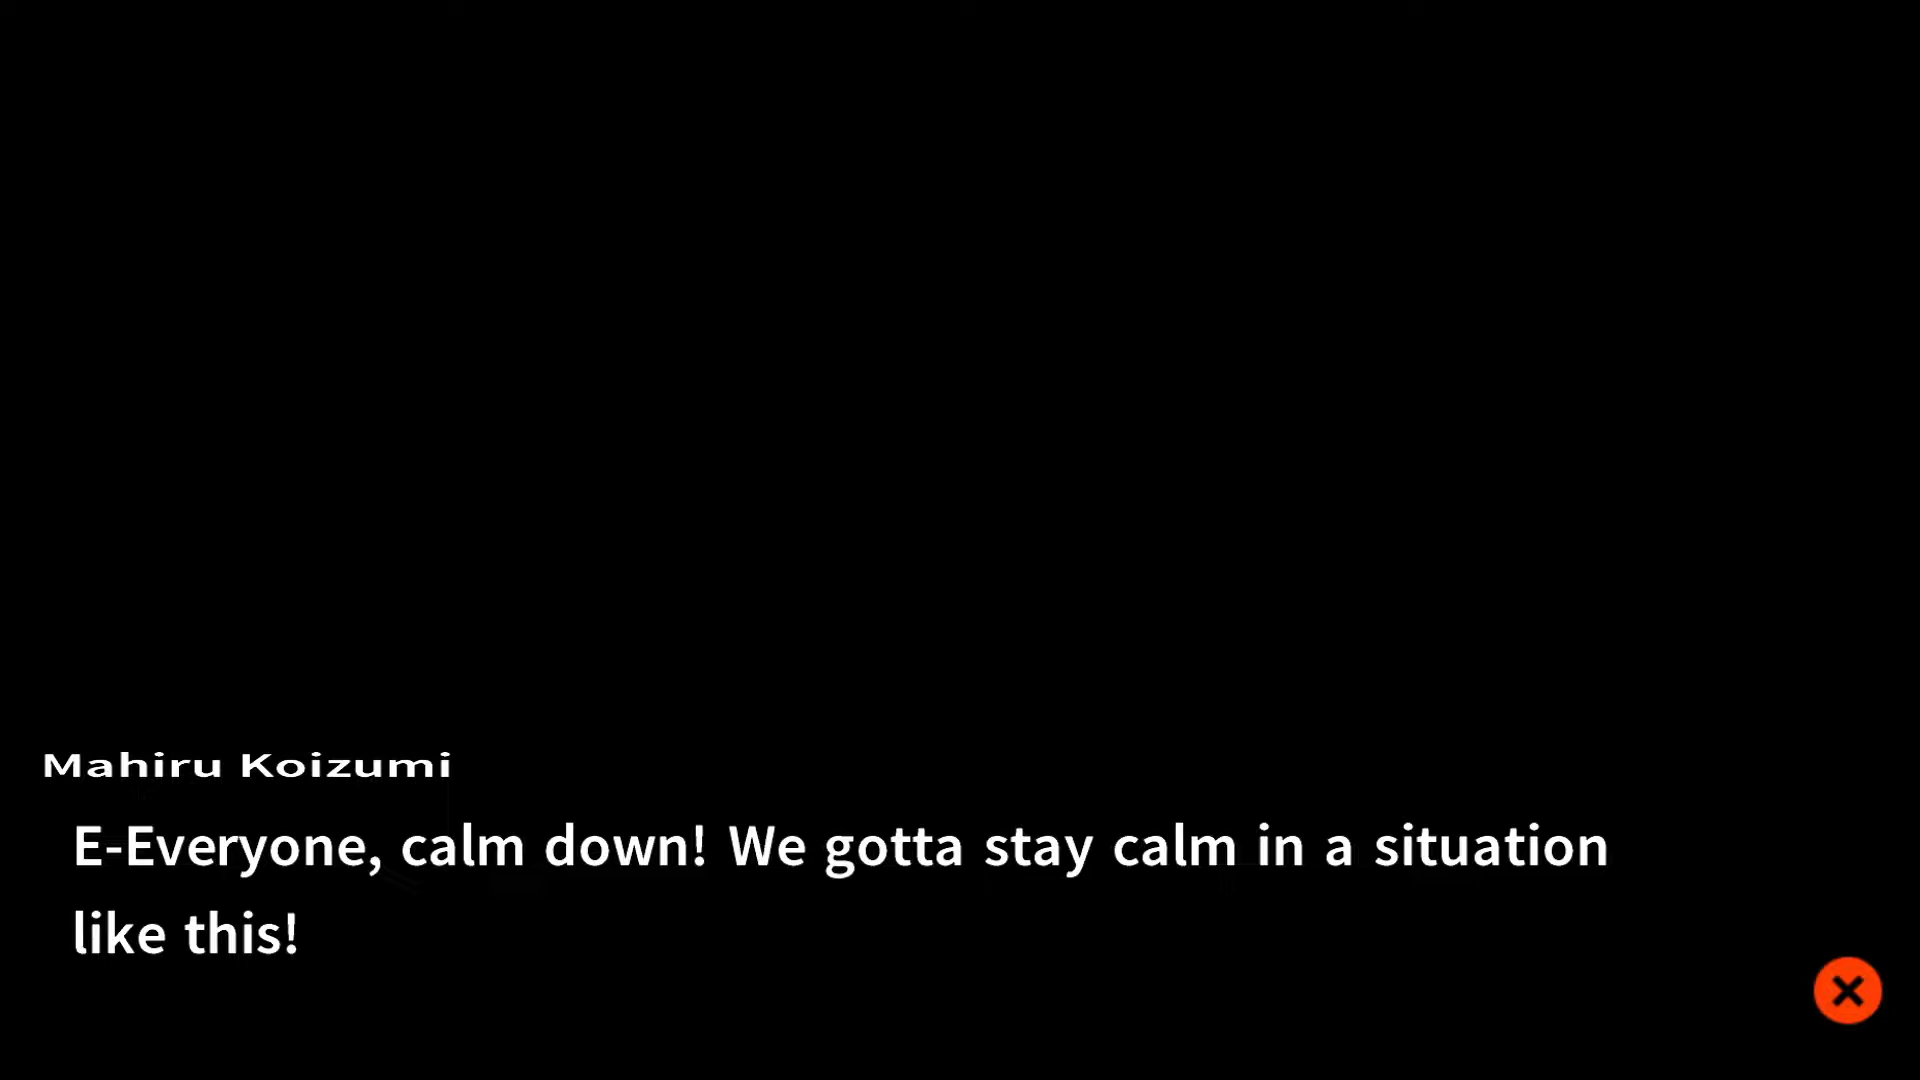 Mahiru Koizumi
E-Everyone, calm down! We gotta stay calm in a situation
like this!